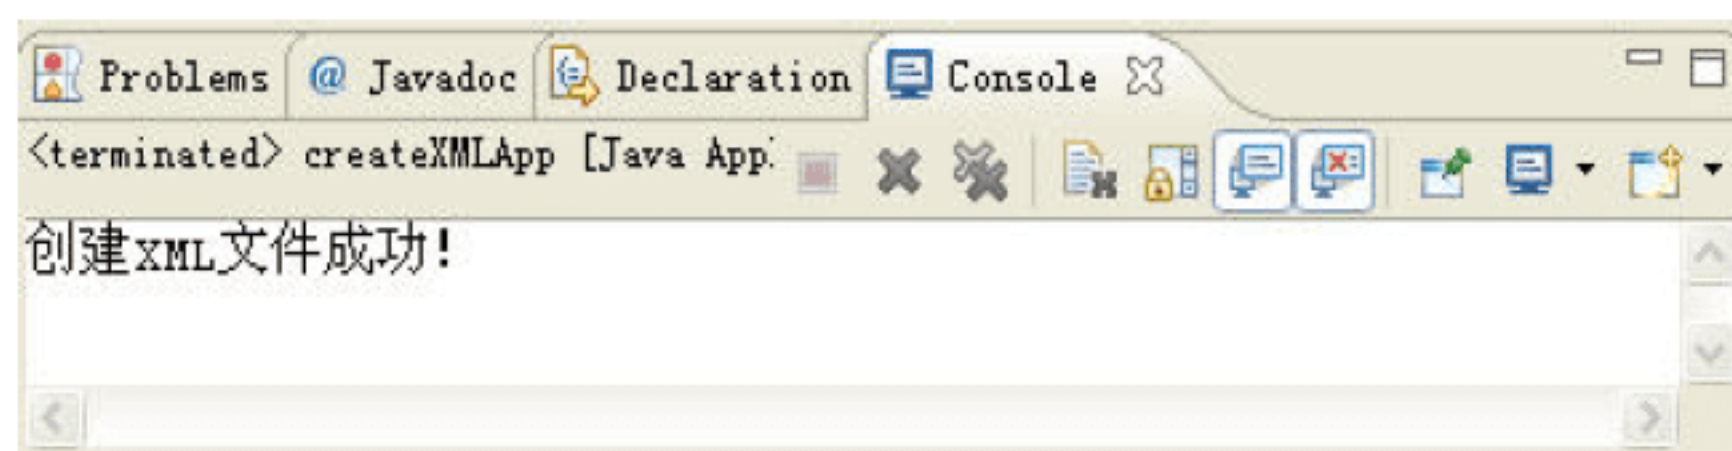 Problems @ Javadoc Declaration Console
<terminated> createXMLApp [Java App
创建XML文件成功!